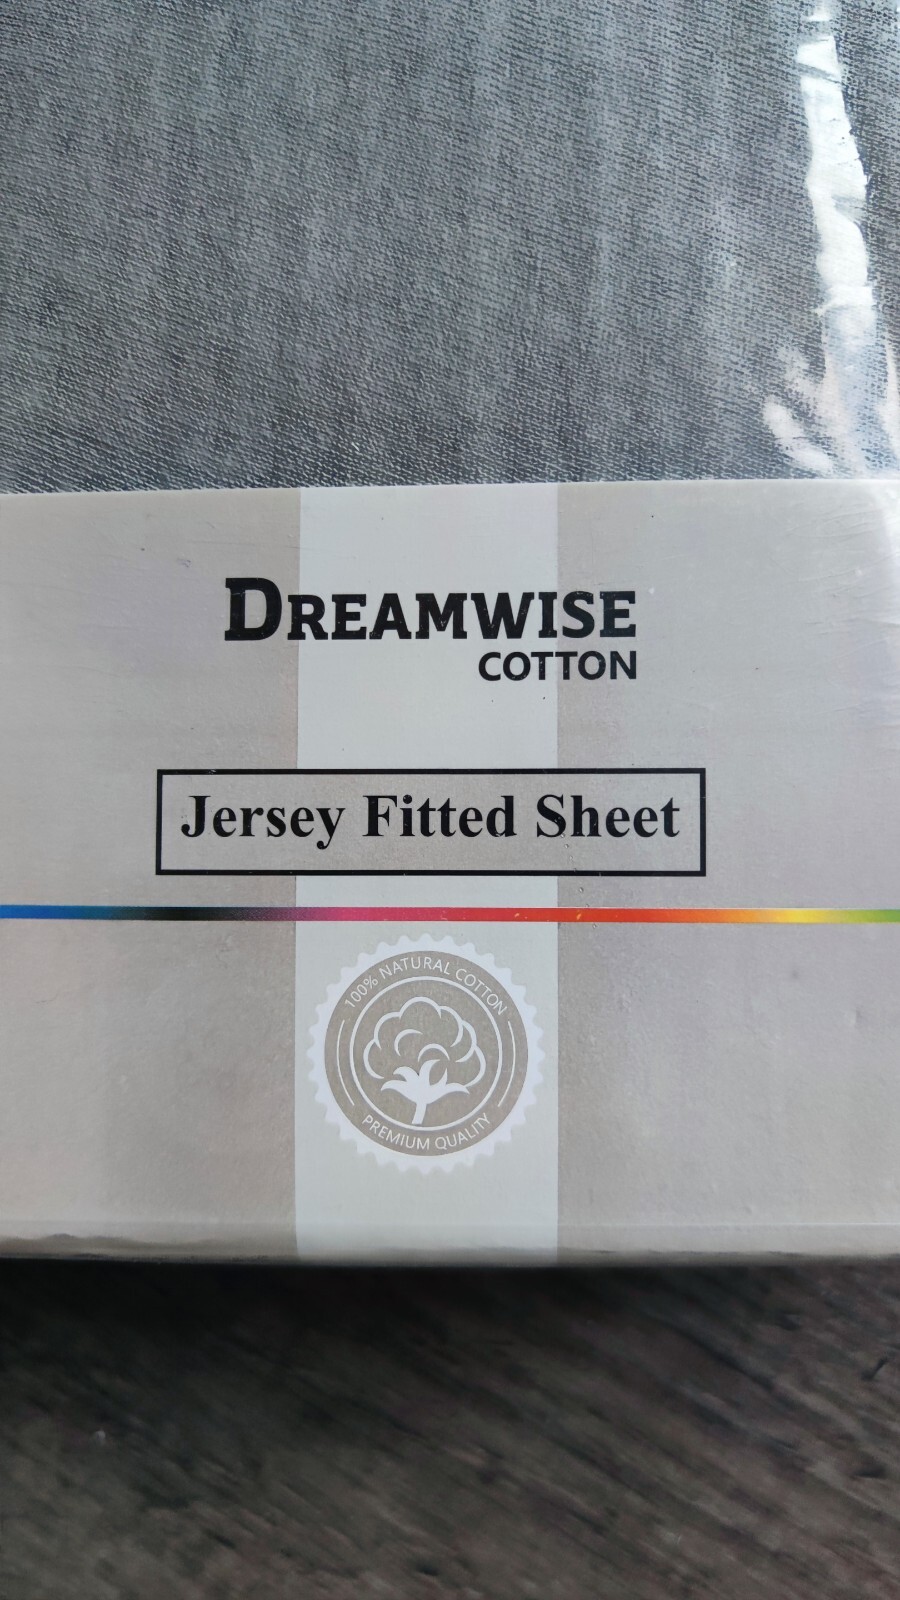 DREAMWISE
COTTON
Jersey Fitted Sheet
100% NATURAL COTTON
PREMIUM QUALITY